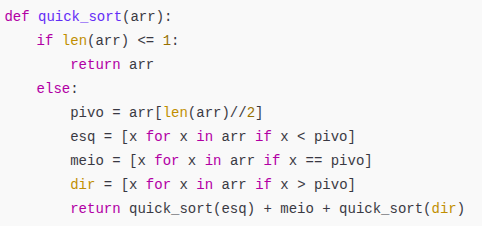 def quick_sort(arr):
    if len(arr) <= 1:
        return arr
    else:
        pivo = arr[len(arr)//2]
        esq = [x for x in arr if x < pivo]
        meio = [x for x in arr if x == pivo]
        dir = [x for x in arr if x > pivo]
        return quick_sort(esq) + meio + quick_sort(dir)